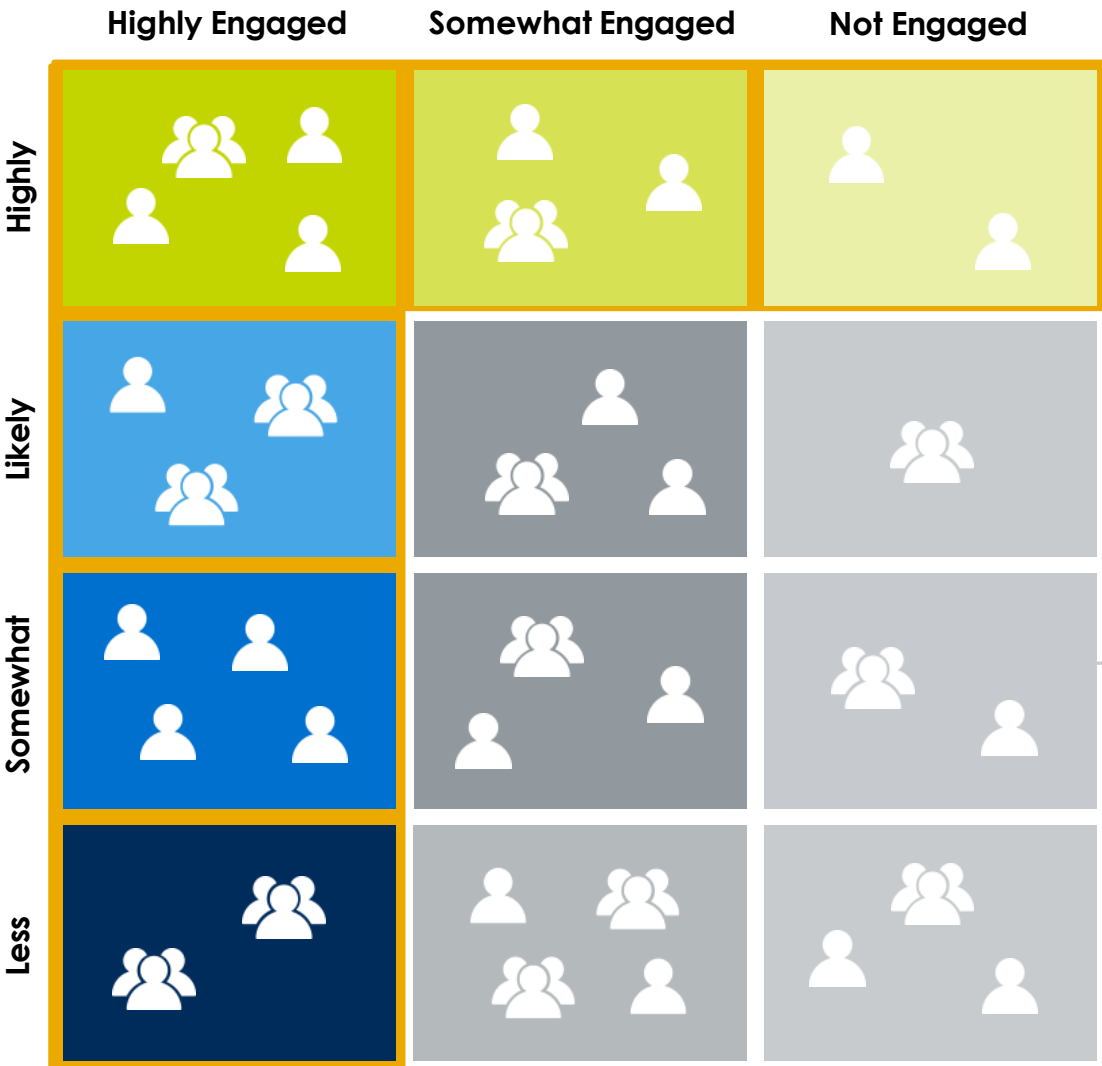 Highly Engaged
Somewhat Engaged
Not Engaged
Highly
Likely
Somewhat
Less